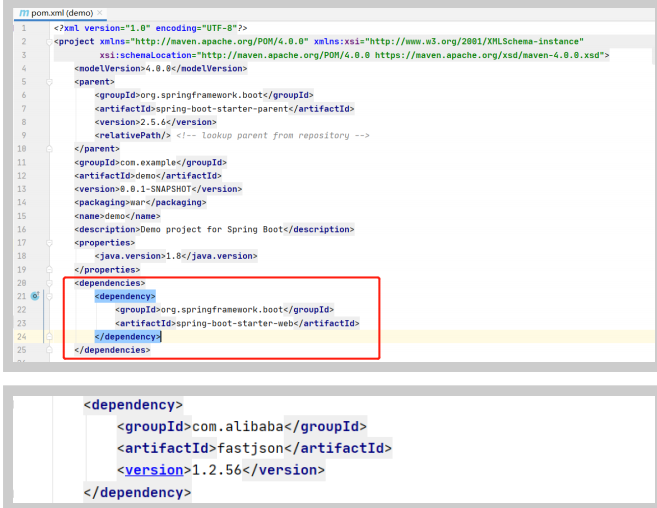 m pom.xml (demo) ×
1 <?xml version="1.0" encoding="UTF-8"?>
2 <project xmlns="http://maven.apache.org/POM/4.0.0" xmlns:xsi="http://www.w3.org/2001/XMLSchema-instance"
3 xsi:schemaLocation="http://maven.apache.org/POM/4.0.0 https://maven.apache.org/xsd/maven-4.0.0.xsd">
4 <modelVersion>4.0.0</modelVersion>
5 <parent>
6 <groupId>org.springframework.boot</groupId>
7 <artifactId>spring-boot-starter-parent</artifactId>
8 <version>2.5.6</version>
9 <relativePath/> <!-- lookup parent from repository -->
10 </parent>
11 <groupId>com.example</groupId>
12 <artifactId>demo</artifactId>
13 <version>0.0.1-SNAPSHOT</version>
14 <packaging>war</packaging>
15 <name>demo</name>
16 <description>Demo project for Spring Boot</description>
17 <properties>
18 <java.version>1.8</java.version>
19 </properties>
20 <dependencies>
21 <dependency>
22 <groupId>org.springframework.boot</groupId>
23 <artifactId>spring-boot-starter-web</artifactId>
24 </dependency>
25 </dependencies>
<dependency>
<groupId>com.alibaba</groupId>
<artifactId>fastjson</artifactId>
<version>1.2.56</version>
</dependency>